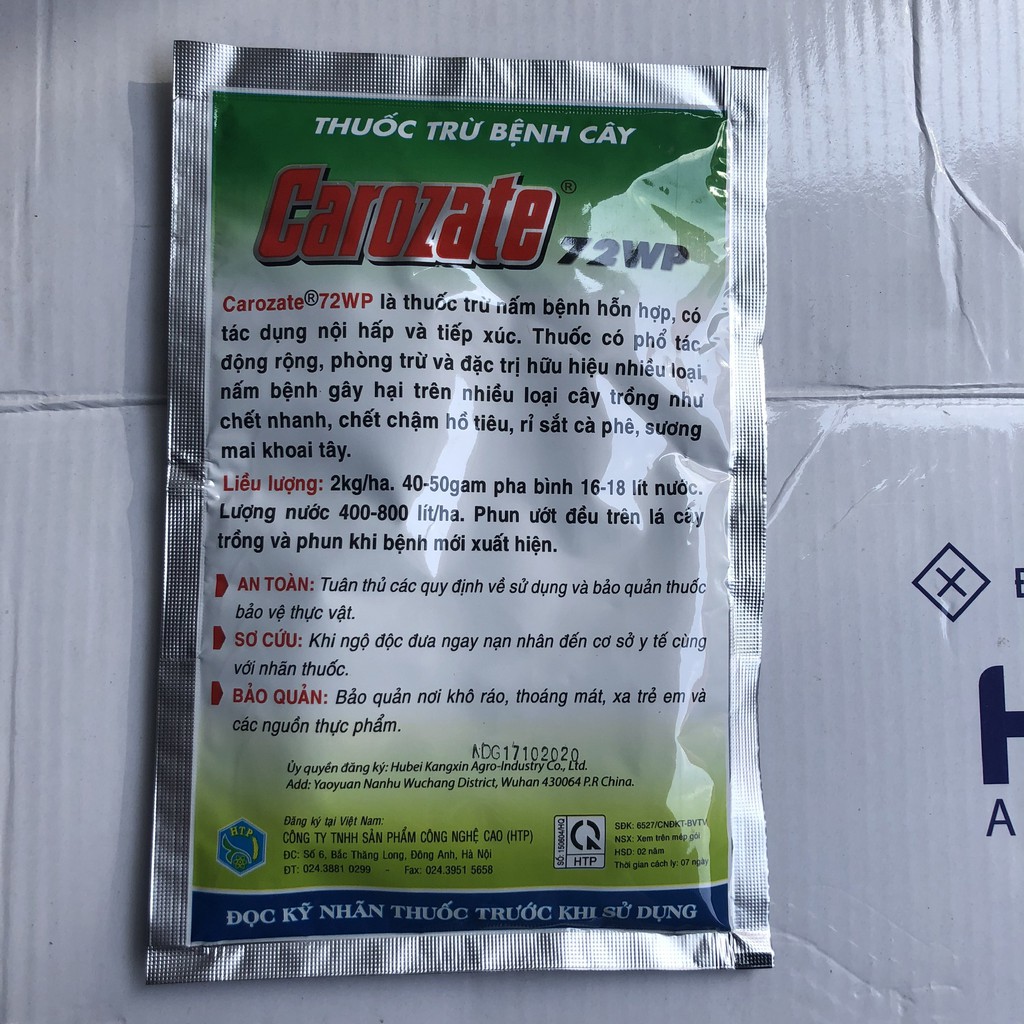 THUỐC TRỪ BỆNH CÂY
Carozate®
72WP
Carozate®72WP là thuốc trừ nấm bệnh hỗn hợp, có
tác dụng nội hấp và tiếp xúc. Thuốc có phổ tác
động rộng, phòng trừ và đặc trị hữu hiệu nhiều loại
nấm bệnh gây hại trên nhiều loại cây trồng như
chết nhanh, chết chậm hồ tiêu, rỉ sắt cà phê, sương
mai khoai tây.
Liều lượng: 2kg/ha. 40-50gam pha bình 16-18 lít nước.
Lượng nước 400-800 lít/ha. Phun ướt đều trên lá cây
trồng và phun khi bệnh mới xuất hiện.
AN TOÀN: Tuân thủ các quy định về sử dụng và bảo quản thuốc
bảo vệ thực vật.
SƠ CỨU: Khi ngộ độc đưa ngay nạn nhân đến cơ sở y tế cùng
với nhãn thuốc.
BẢO QUẢN: Bảo quản nơi khô ráo, thoáng mát, xa trẻ em và
các nguồn thực phẩm.
NDG17102020
Ủy quyền đăng ký: Hubei Kangxin Agro-Industry Co., Ltd.
Add: Yaoyuan Nanhu Wuchang District, Wuhan 430064 P.R China.
HTP
Đăng ký tại Việt Nam:
CÔNG TY TNHH SẢN PHẨM CÔNG NGHỆ CAO (HTP)
ĐC: Số 6, Bắc Thăng Long, Đông Anh, Hà Nội
ĐT: 024.3881 0299 - Fax: 024.3951 5658
SỐ: 150604/HQ
HTP
SĐK: 6527/CNĐKT-BVTV
NSX: Xem trên mép gói
HSD: 02 năm
Thời gian cách ly: 07 ngày
ĐỌC KỸ NHÃN THUỐC TRƯỚC KHI SỬ DỤNG
H
A